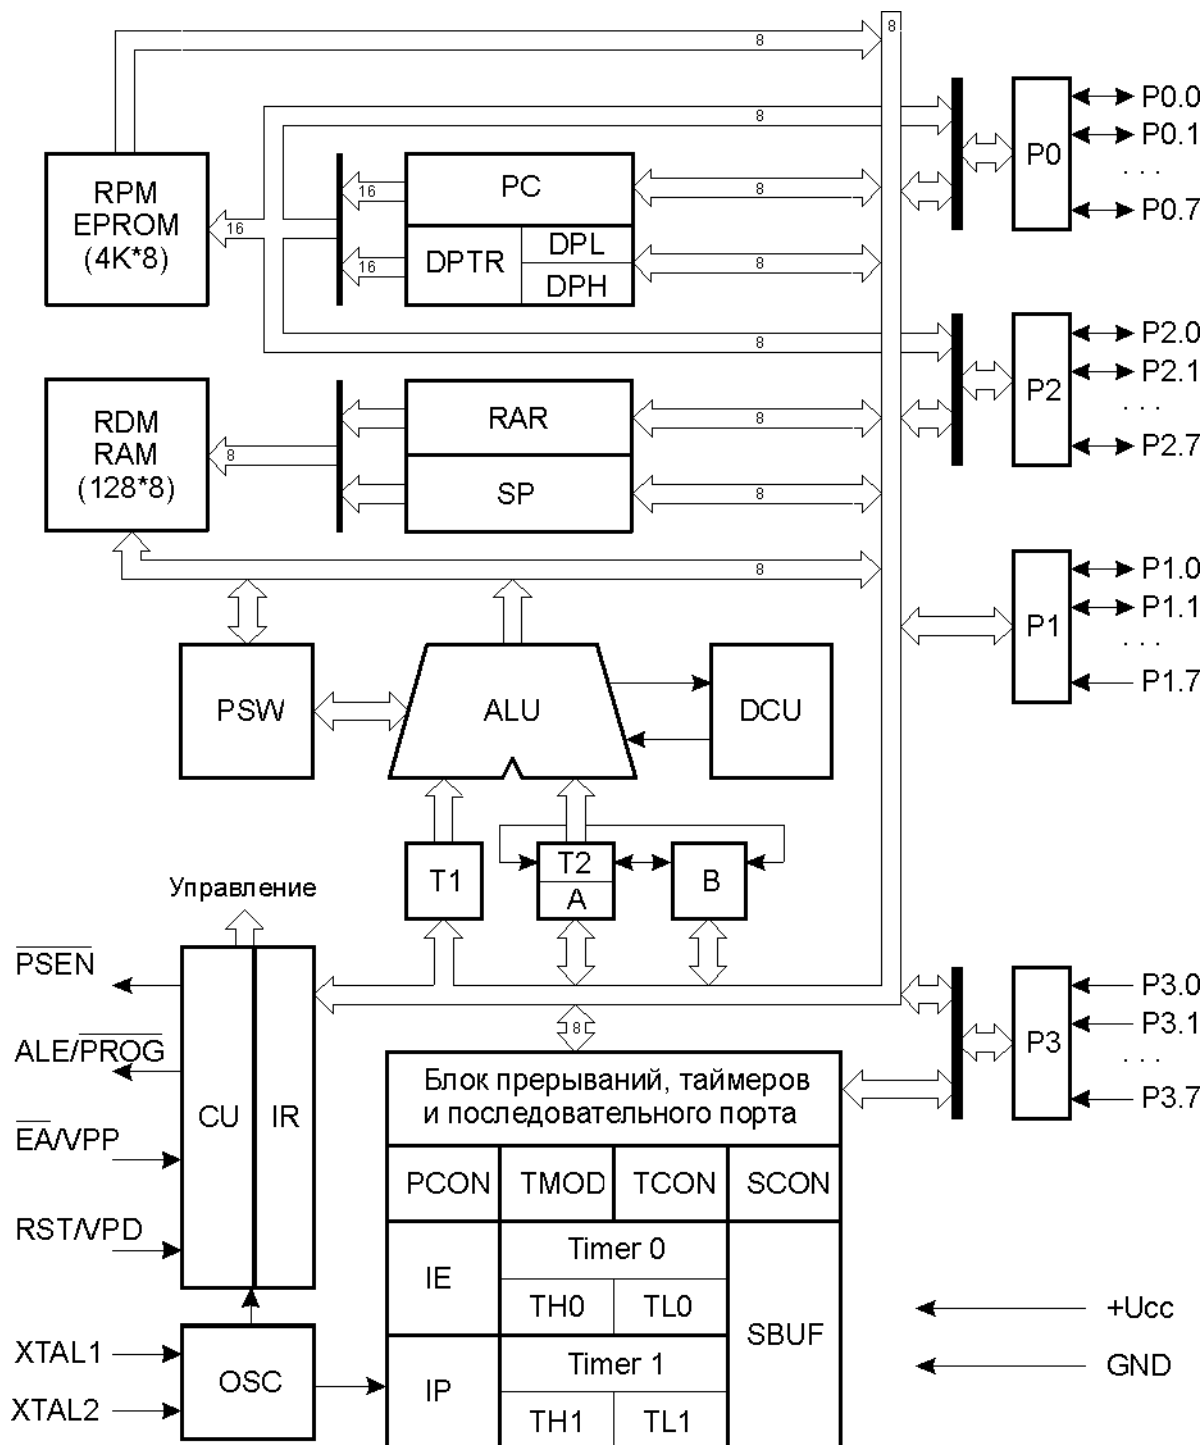 8
8
P0.0
8
P0.1
P0
. . .
P0.7
RPM
EPROM
(4K*8)
16
16
PC
8
16
DPTR
DPL
DPH
8
8
P2.0
P2.1
P2
. . .
P2.7
RDM
RAM
(128*8)
8
RAR
8
SP
8
8
P1.0
P1.1
P1
. . .
P1.7
PSW
ALU
DCU
T1
T2
A
B
Управление
PSEN
ALE/PROG
EA/VPP
RST/VPD
CU
IR
8
P3.0
P3.1
P3
. . .
P3.7
Блок прерываний, таймеров
и последовательного порта
PCON
TMOD
TCON
SCON
IE
Timer 0
TH0
TL0
SBUF
IP
Timer 1
TH1
TL1
XTAL1
XTAL2
OSC
+Ucc
GND